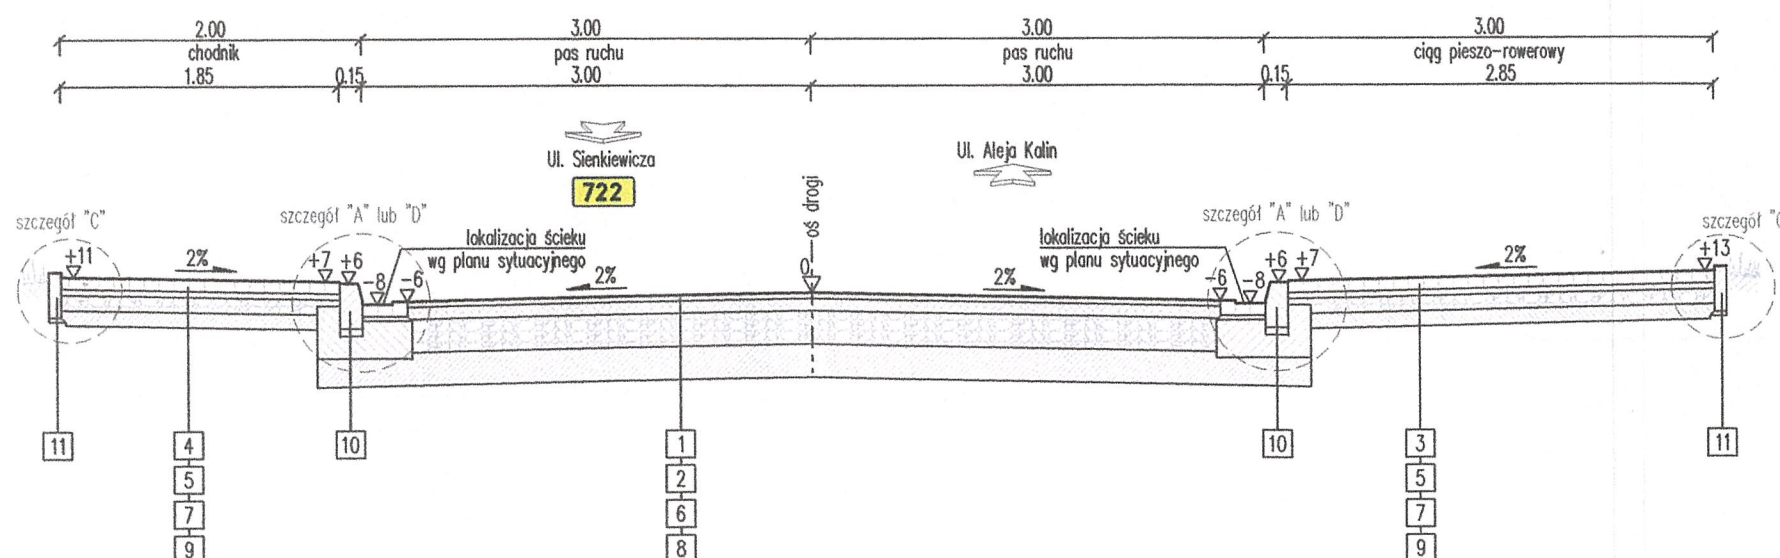 2.00 3.00 3.00 3.00
chodnik pas ruchu pas ruchu ciąg pieszo-rowerowy
1.85 0.15 3.00 3.00 0.15 2.85
Ul. Sienkiewicza
722
Ul. Aleja Kalin
oś drogi
szczegół "C" szczegół "A" lub "D" szczegół "A" lub "D" szczegół "C
lokalizacja ścieku
wg planu sytuacyjnego
lokalizacja ścieku
wg planu sytuacyjnego
+11 2% +7 +6 -8 -6 2% 0 2% -6 -8 +6 +7 2% +13
11 4 10 1 10 3 11
5 2 5
7 6 7
9 8 9